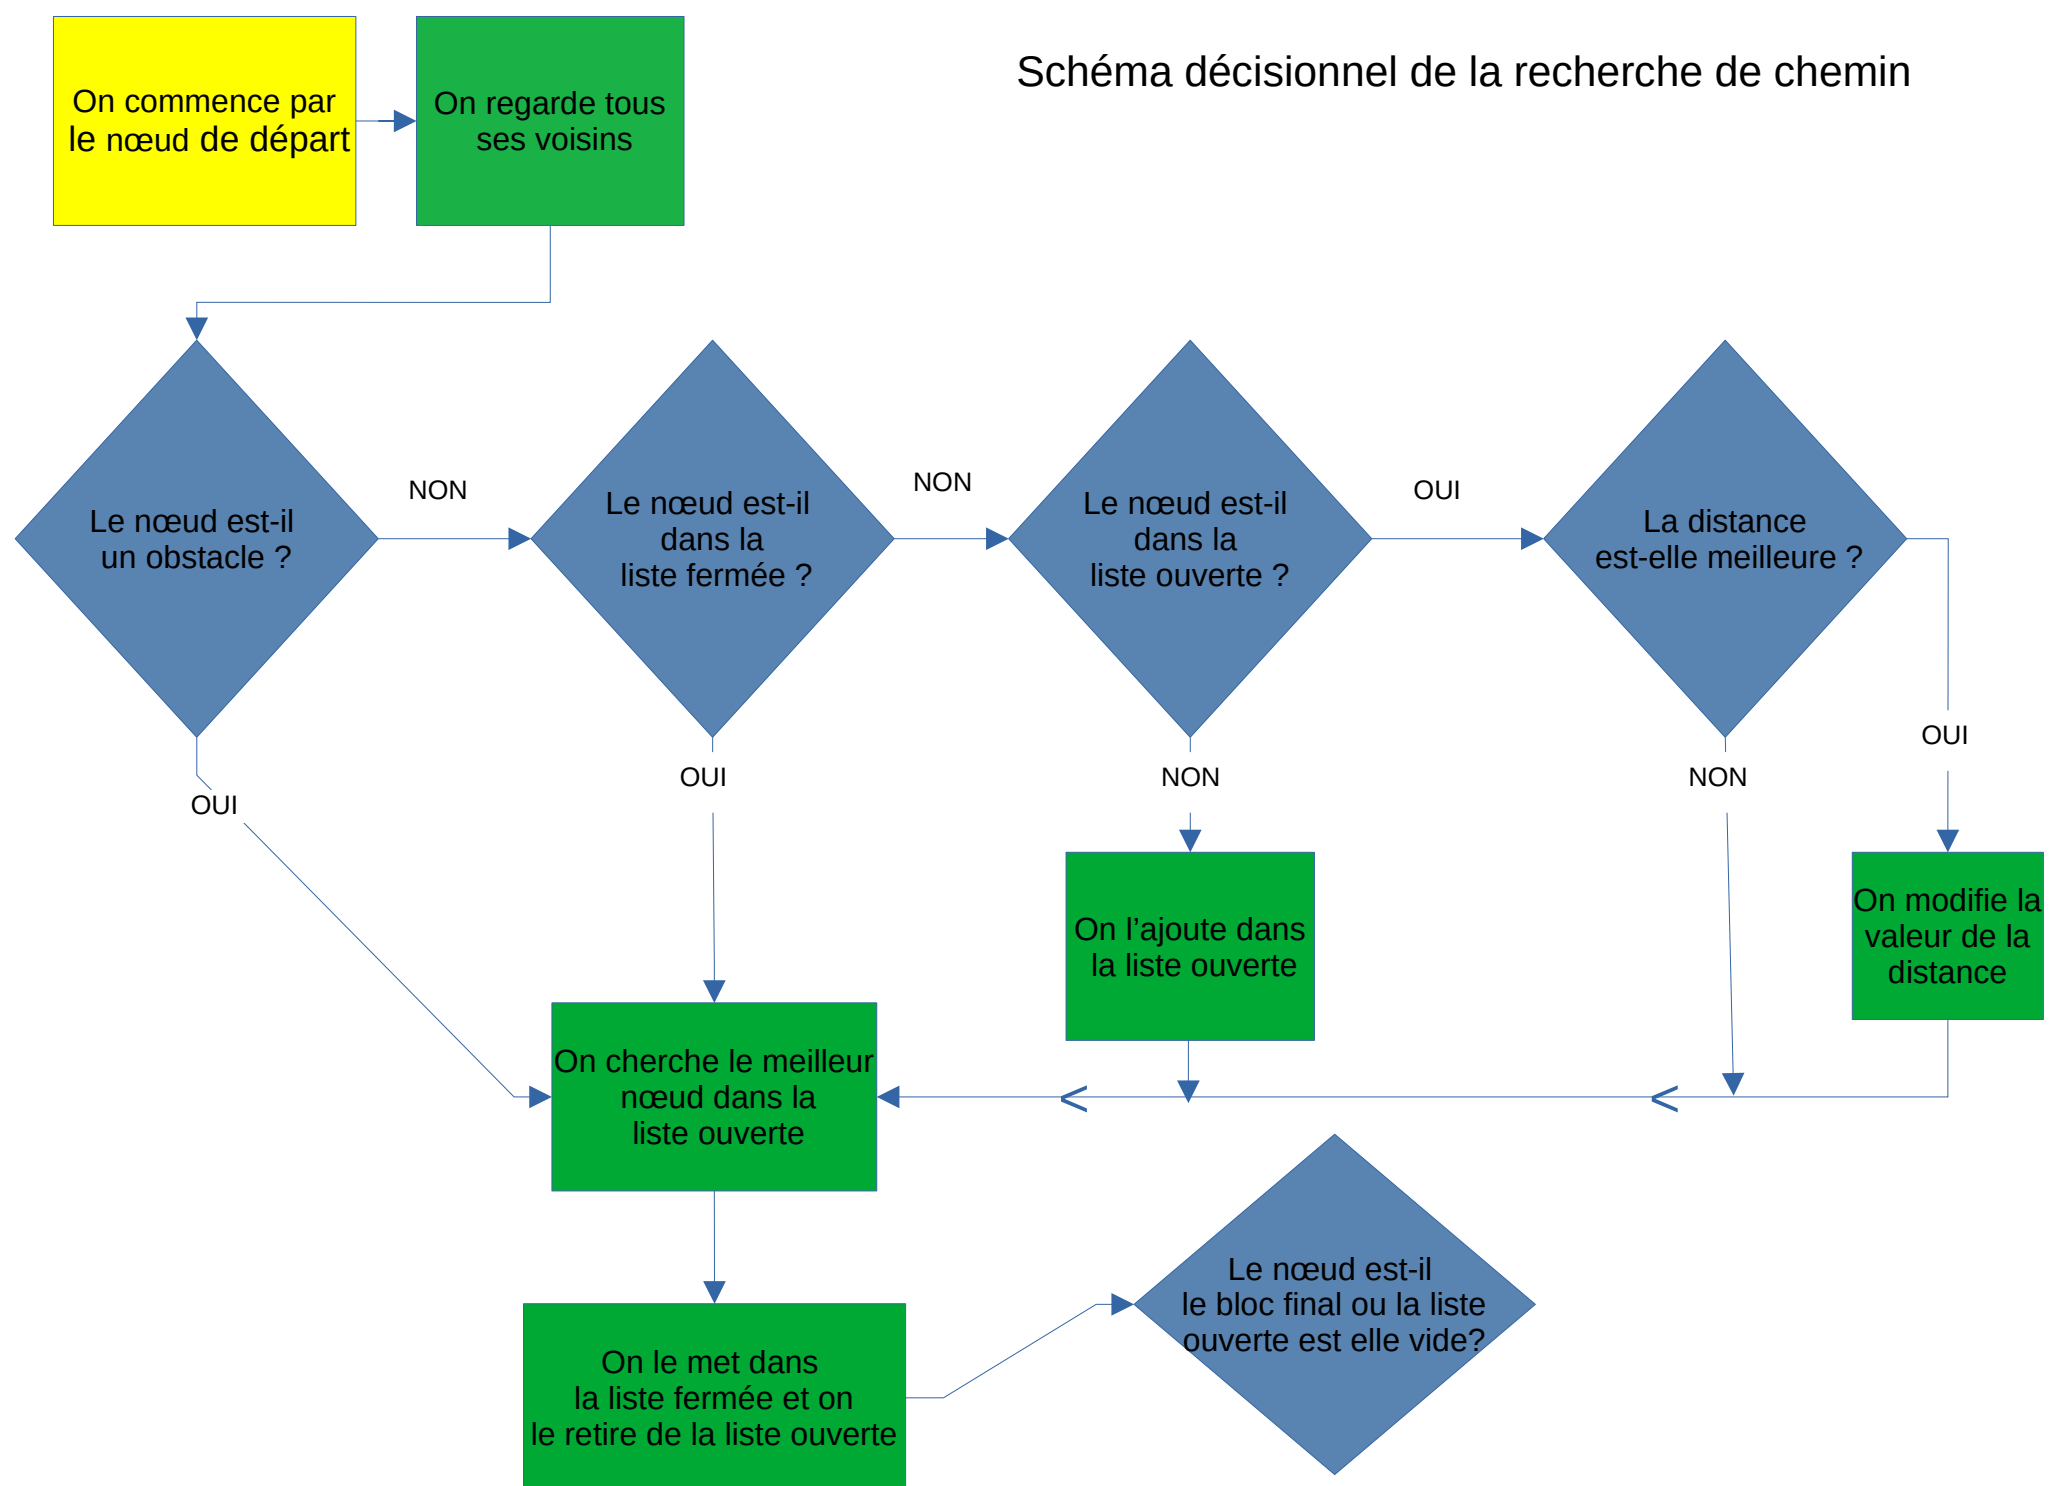 Schéma décisionnel de la recherche de chemin
On commence par
le nœud de départ
On regarde tous
ses voisins
Le nœud est-il
un obstacle ?
NON
Le nœud est-il
dans la
liste fermée ?
NON
Le nœud est-il
dans la
liste ouverte ?
OUI
La distance
est-elle meilleure ?
OUI
OUI
OUI
NON
NON
On l’ajoute dans
la liste ouverte
On modifie la
valeur de la
distance
On cherche le meilleur
nœud dans la
liste ouverte
<
<
On le met dans
la liste fermée et on
le retire de la liste ouverte
Le nœud est-il
le bloc final ou la liste
ouverte est elle vide?